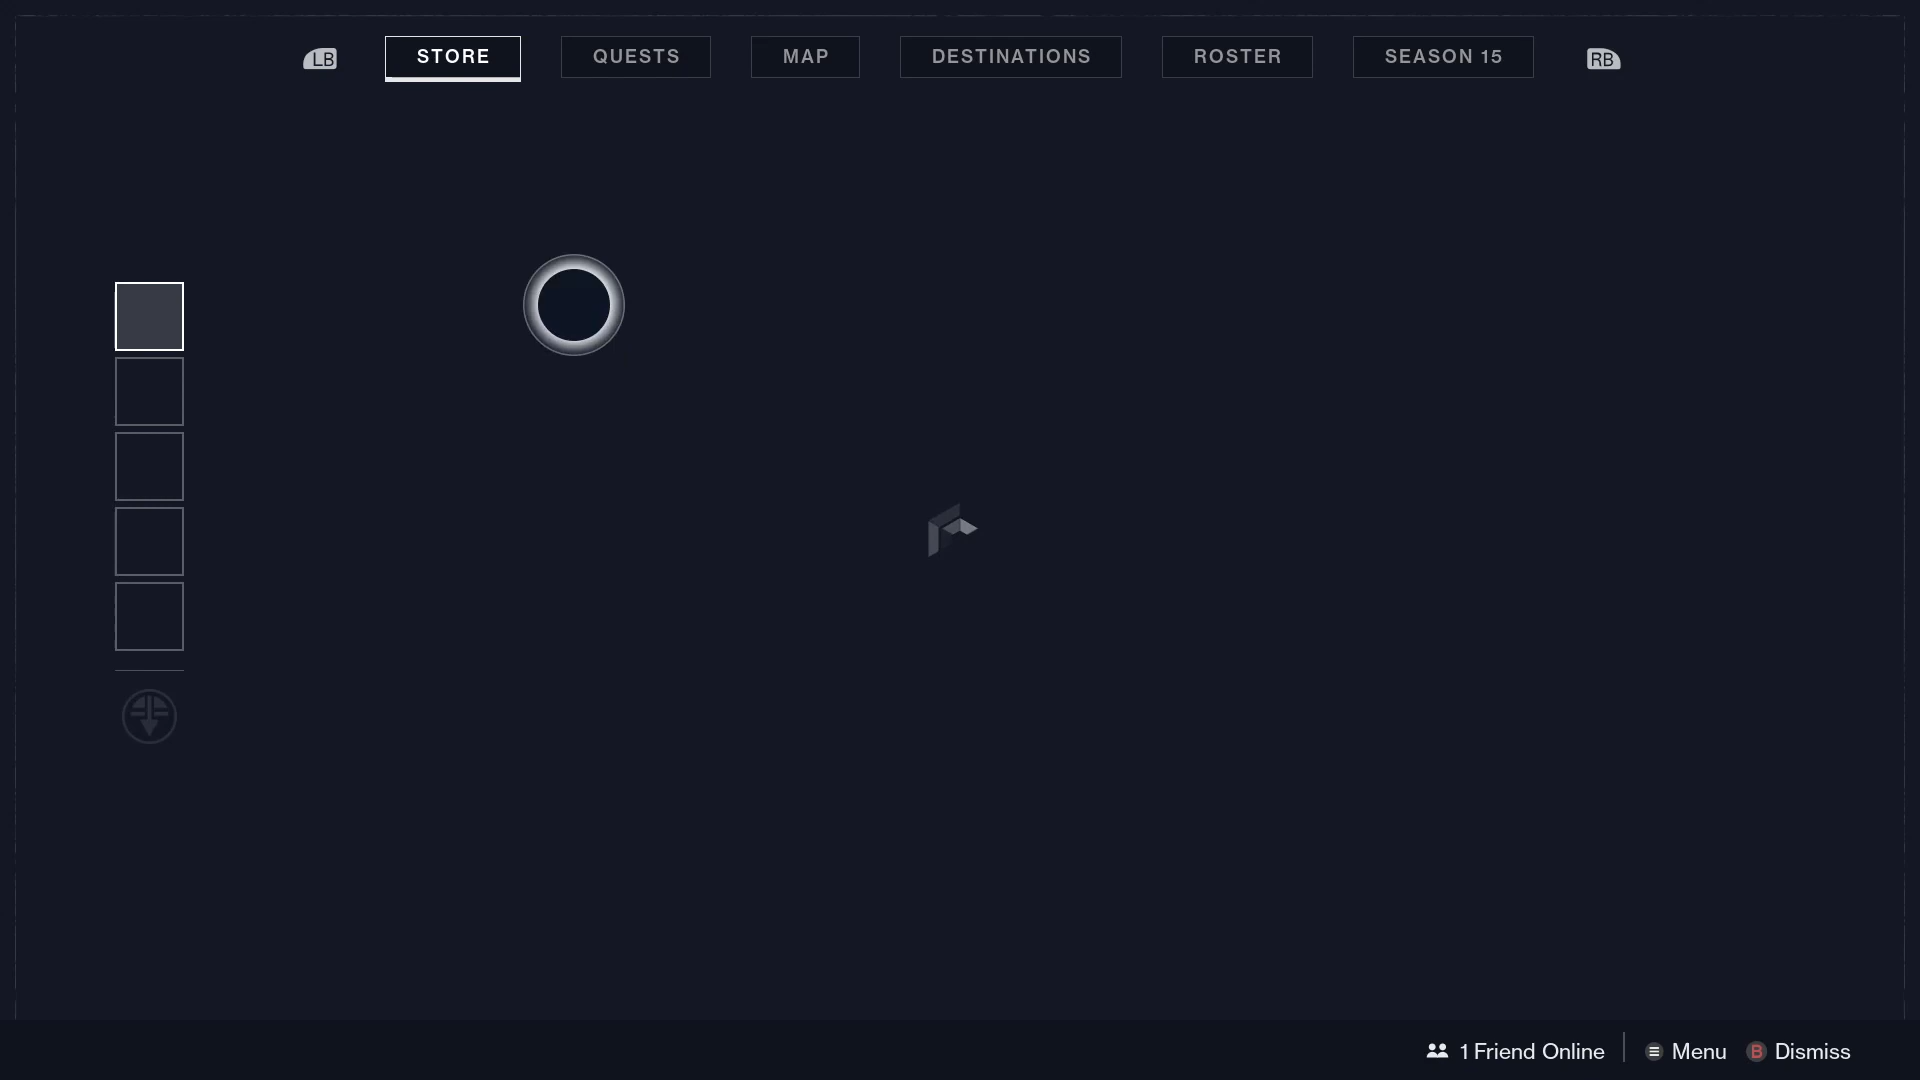 LB
STORE
QUESTS
MAP
DESTINATIONS
ROSTER
SEASON 15
RB
1 Friend Online
Menu
B Dismiss